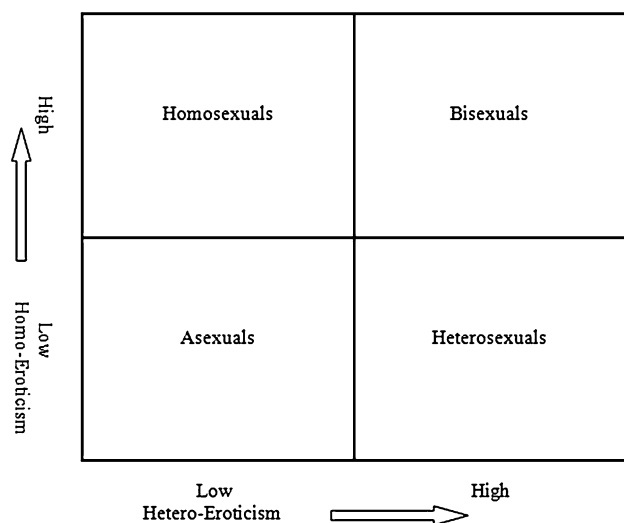 High
Homosexuals
Bisexuals
Low
Homo-Eroticism
Asexuals
Heterosexuals
Low
High
Hetero-Eroticism